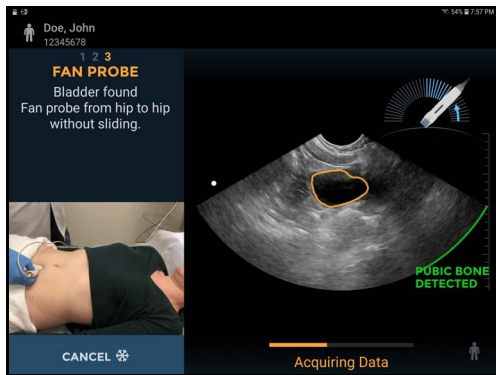 54% 7:57 PM
Doe, John
12345678
1 2 3
FAN PROBE
Bladder found
Fan probe from hip to hip
without sliding.
PUBIC BONE
DETECTED
CANCEL
Acquiring Data